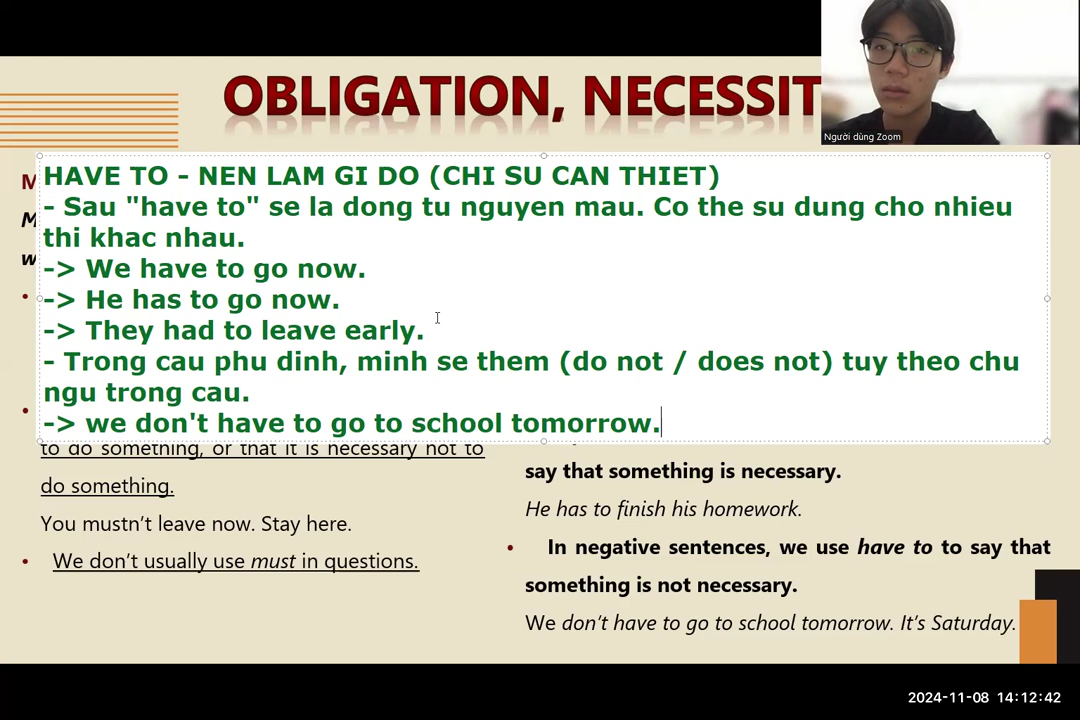 OBLIGATION, NECESSIT
Người dùng Zoom
M
M
w
HAVE TO - NEN LAM GI DO (CHI SU CAN THIET)
- Sau "have to" se la dong tu nguyen mau. Co the su dung cho nhieu
thi khac nhau.
-> We have to go now.
-> He has to go now.
-> They had to leave early.
- Trong cau phu dinh, minh se them (do not / does not) tuy theo chu
ngu trong cau.
-> we don't have to go to school tomorrow.
to do something, or that it is necessary not to
do something.
You mustn’t leave now. Stay here.
• We don’t usually use must in questions.
say that something is necessary.
He has to finish his homework.
• In negative sentences, we use have to to say that
something is not necessary.
We don’t have to go to school tomorrow. It’s Saturday.
2024-11-08 14:12:42